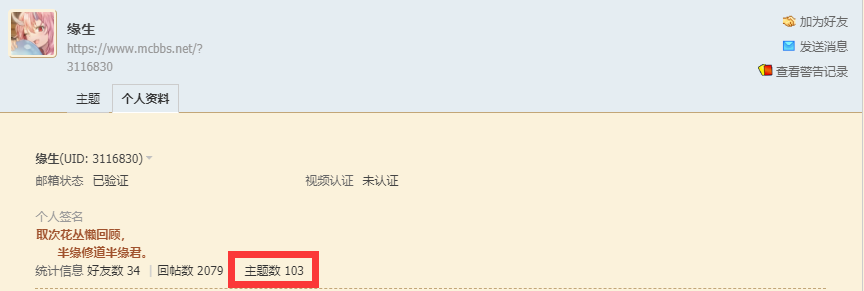 缘生
加为好友
https://www.mcbbs.net/?
3116830
发送消息
查看警告记录
主题 个人资料
缘生(UID: 3116830)
邮箱状态 已验证 视频认证 未认证
个人签名
取次花丛懒回顾,
半缘修道半缘君。
统计信息 好友数 34 | 回帖数 2079 主题数 103